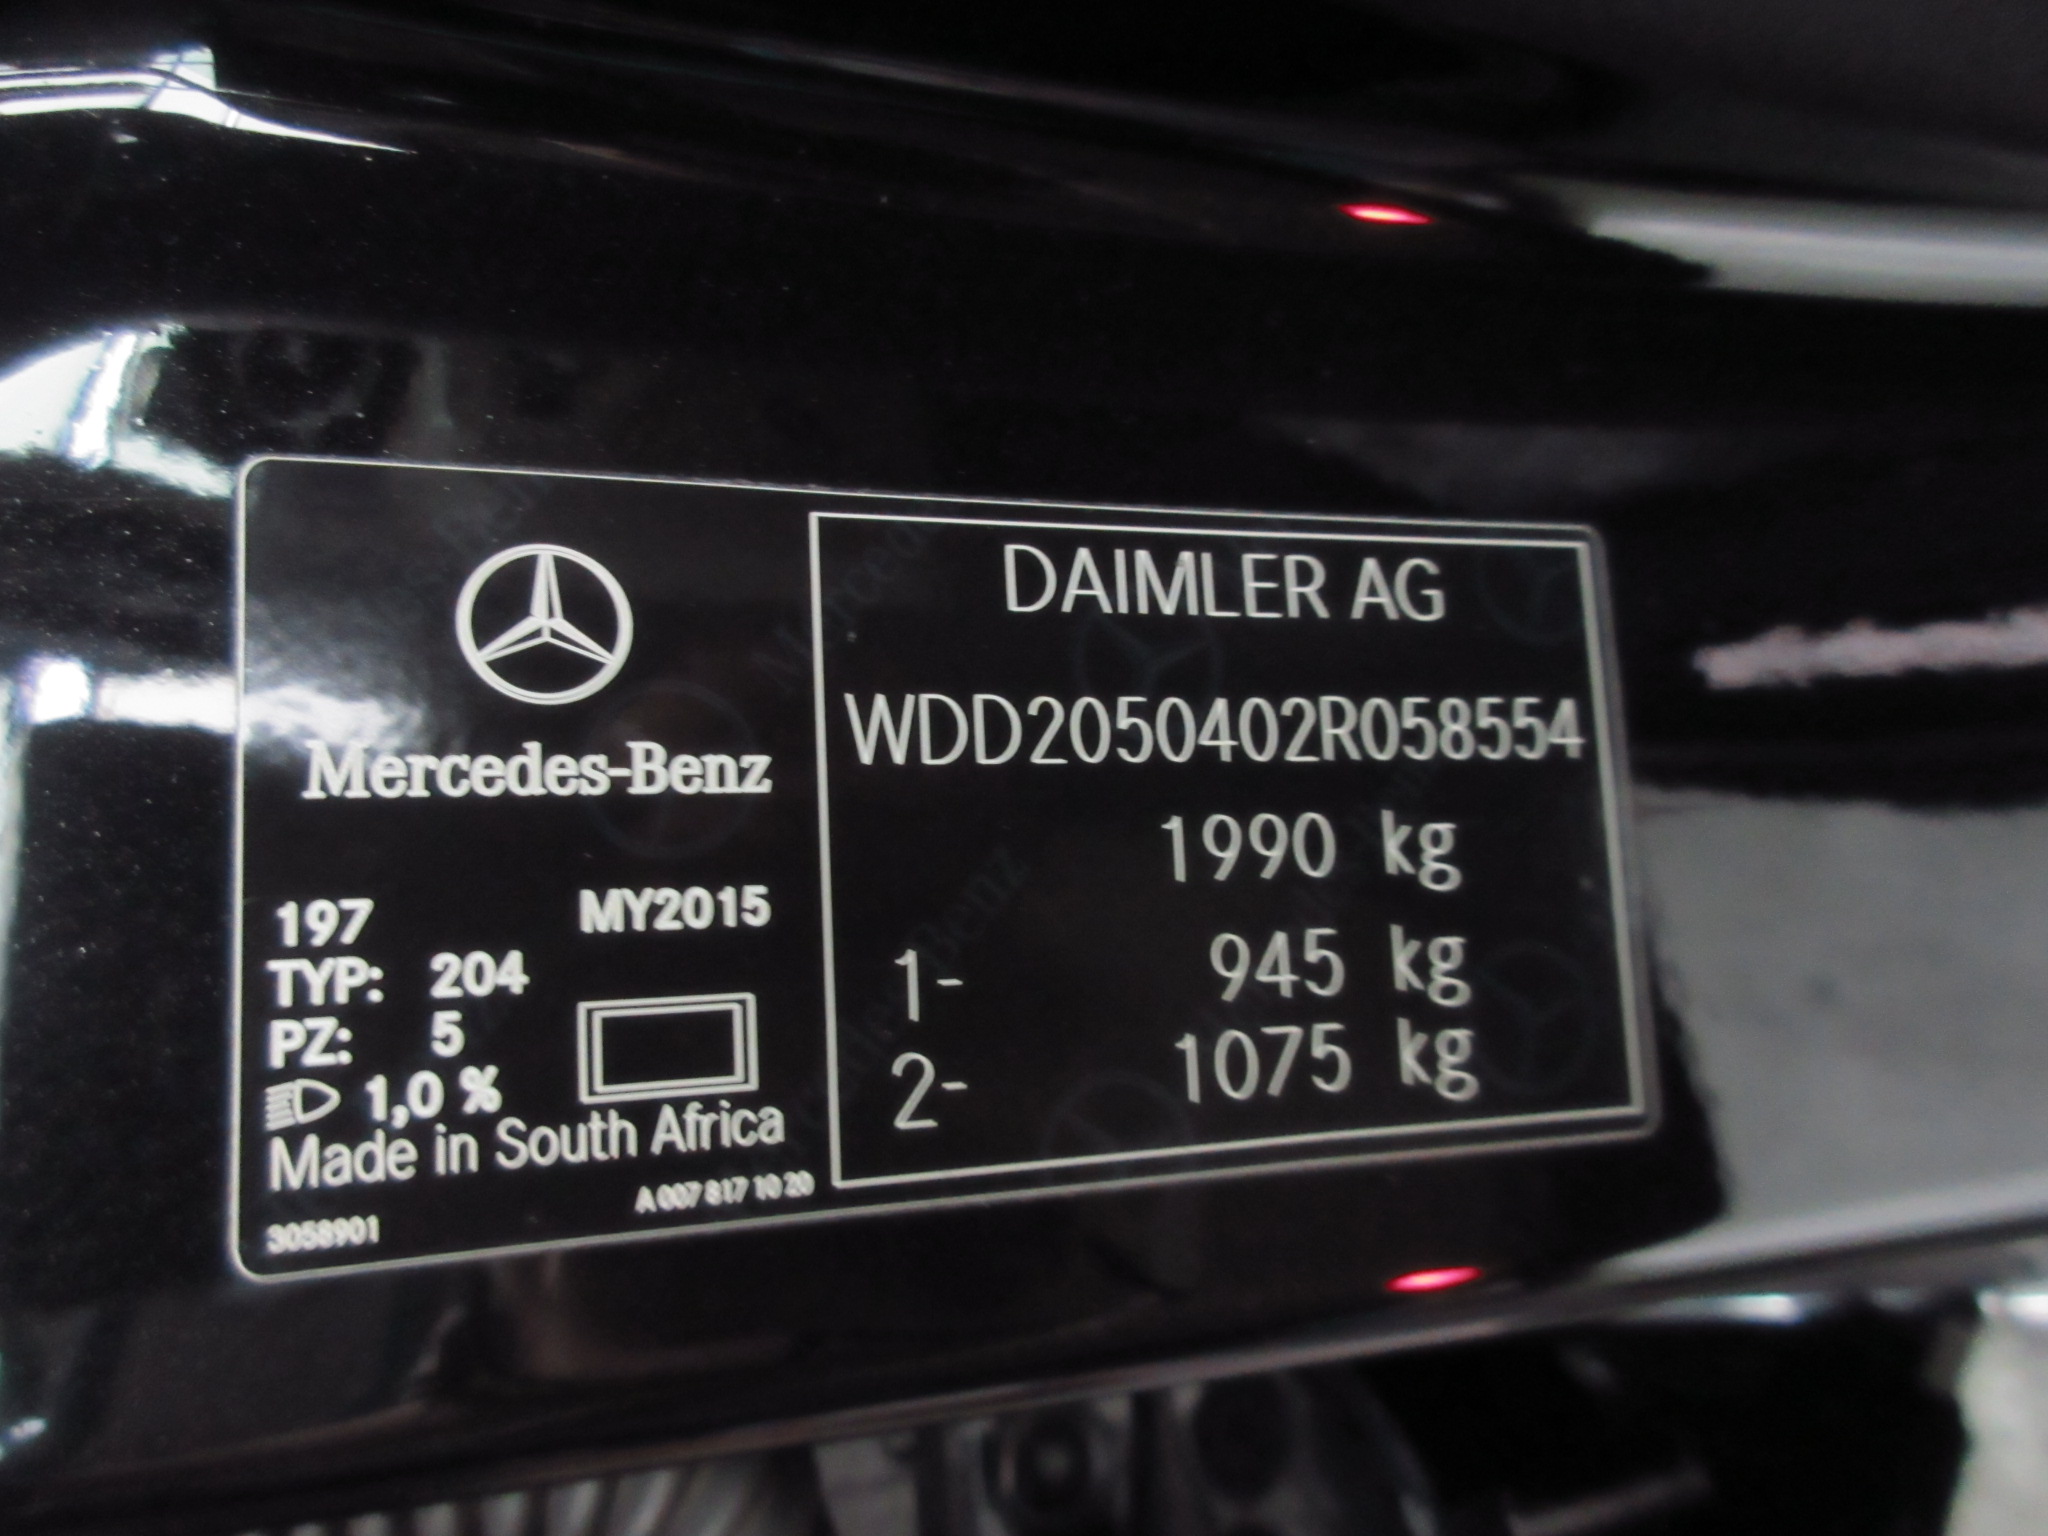 Mercedes-Benz
197 MY2015
TYP: 204
PZ: 5
1,0 %
Made in South Africa
A 007 817 10 20
3058901
DAIMLER AG
WDD2050402R058554
1990 kg
1- 945 kg
2- 1075 kg